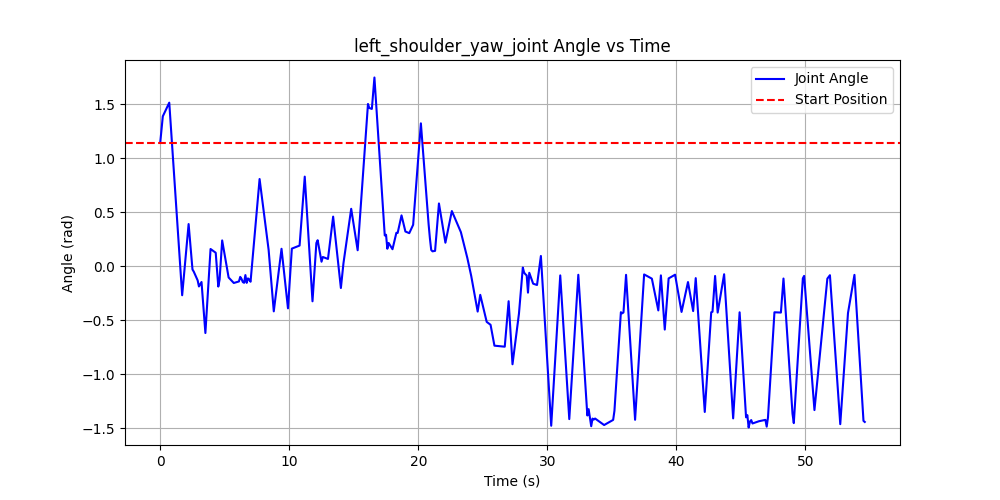 left_shoulder_yaw_joint Angle vs Time
Joint Angle
Start Position
Angle (rad)
1.5
1.0
0.5
0.0
−0.5
−1.0
−1.5
0 10 20 30 40 50
Time (s)